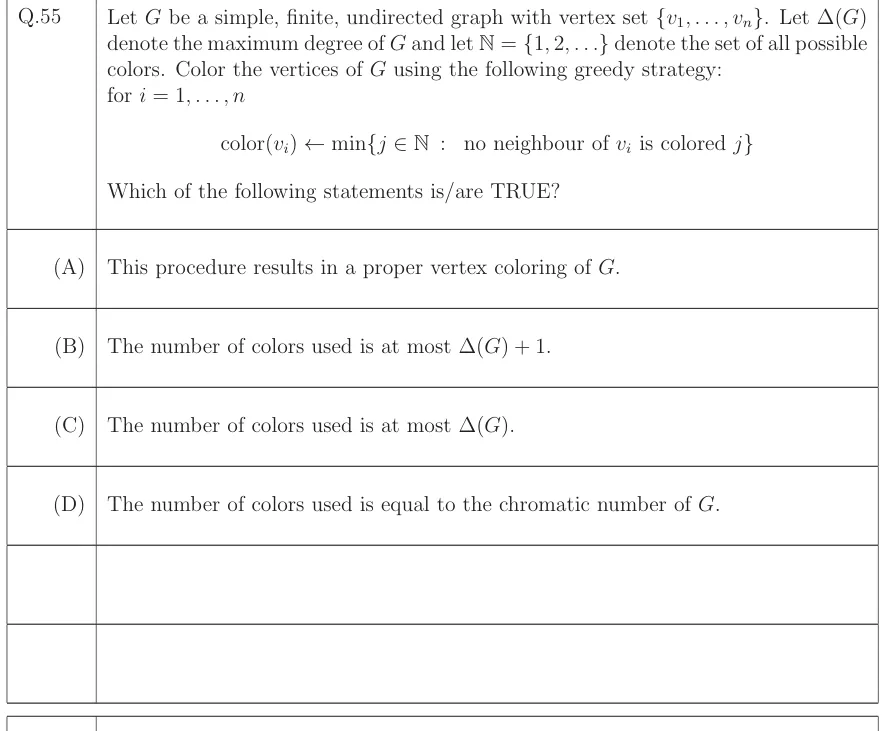 Q.55 Let G be a simple, finite, undirected graph with vertex set {v₁, . . . , vₙ}. Let Δ(G)
denote the maximum degree of G and let ℕ = {1, 2, . . .} denote the set of all possible
colors. Color the vertices of G using the following greedy strategy:
for i = 1, . . . , n
color(vᵢ) ← min{j ∈ ℕ : no neighbour of vᵢ is colored j}
Which of the following statements is/are TRUE?
(A) This procedure results in a proper vertex coloring of G.
(B) The number of colors used is at most Δ(G) + 1.
(C) The number of colors used is at most Δ(G).
(D) The number of colors used is equal to the chromatic number of G.